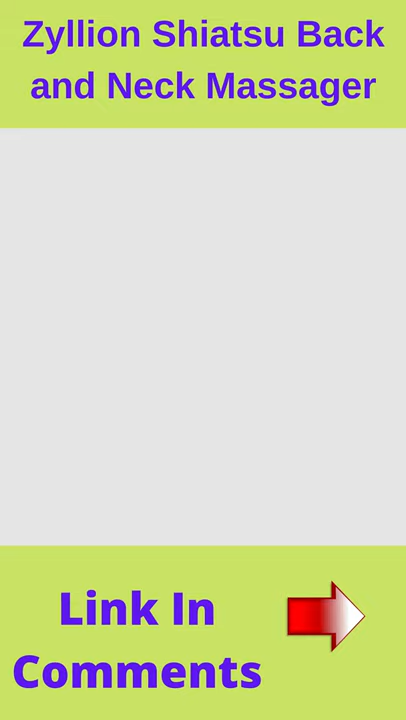 Zyllion Shiatsu Back
and Neck Massager
Link In
Comments